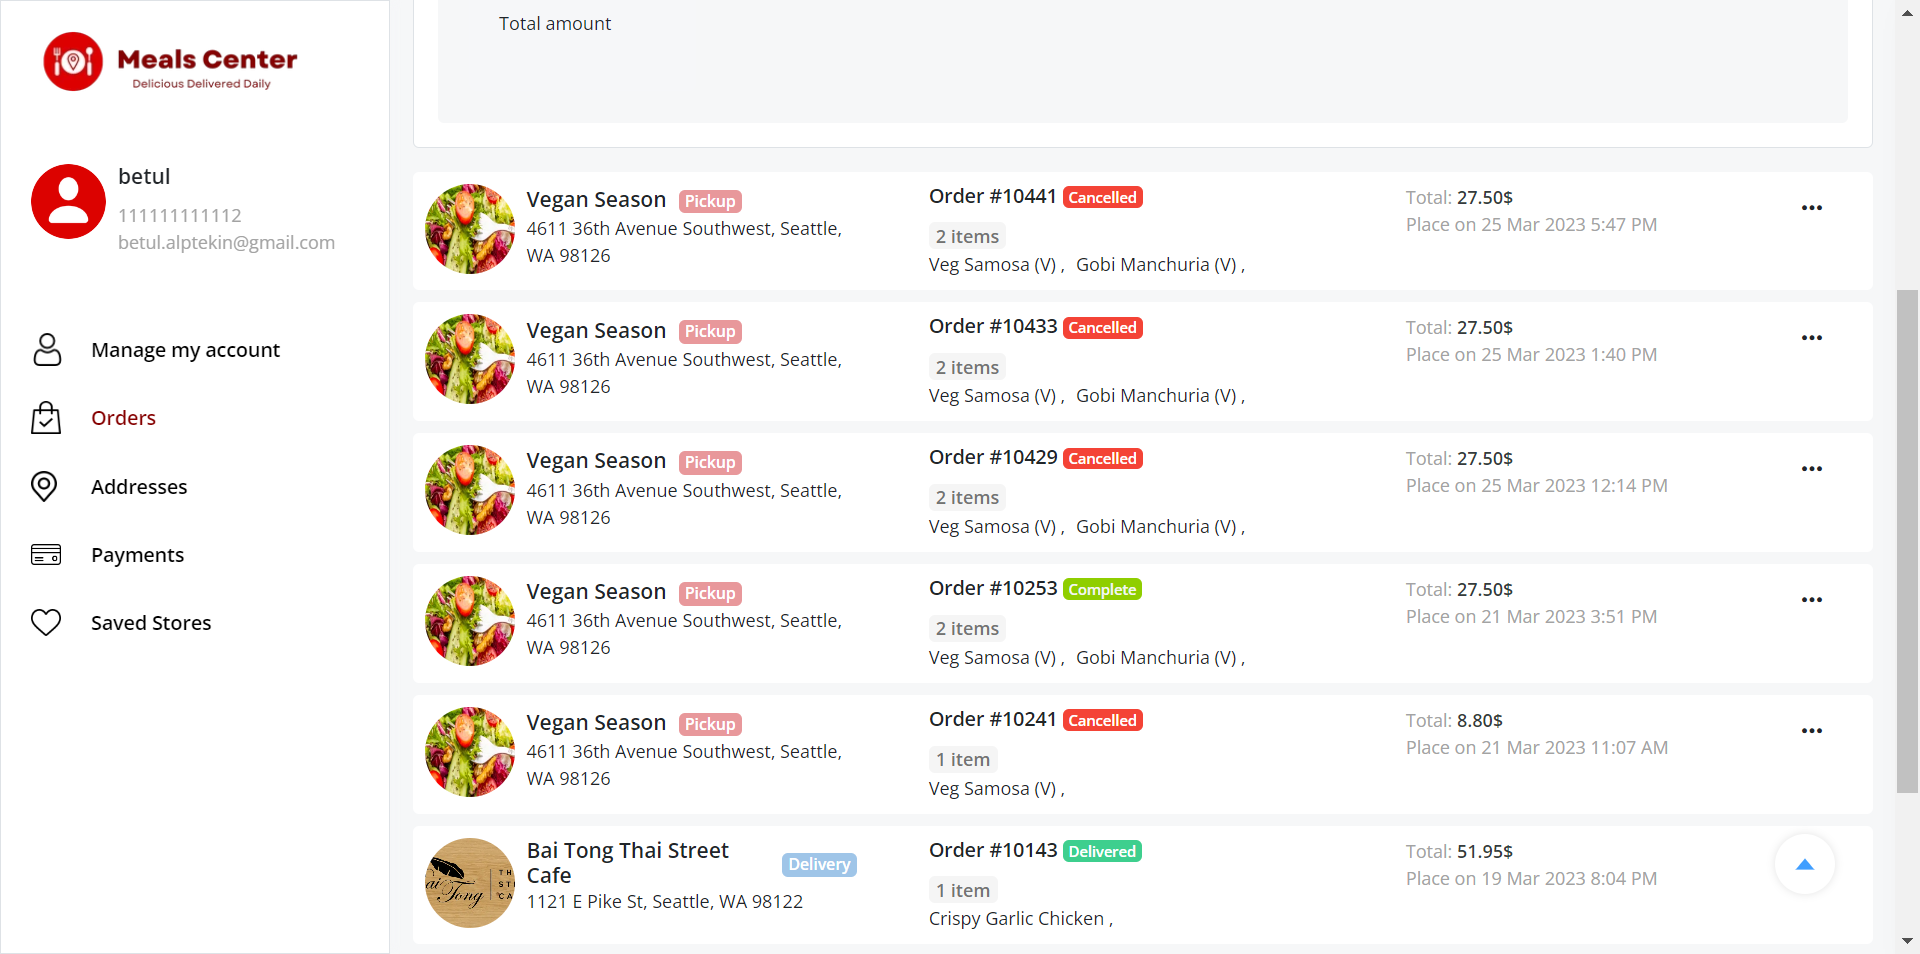 Meals Center
Delicious Delivered Daily
betul
111111111112
betul.alptekin@gmail.com
Manage my account
Orders
Addresses
Payments
Saved Stores
Total amount
Vegan Season Pickup
4611 36th Avenue Southwest, Seattle,
WA 98126
Order #10441 Cancelled
2 items
Veg Samosa (V) , Gobi Manchuria (V) ,
Total: 27.50$
Place on 25 Mar 2023 5:47 PM
Vegan Season Pickup
4611 36th Avenue Southwest, Seattle,
WA 98126
Order #10433 Cancelled
2 items
Veg Samosa (V) , Gobi Manchuria (V) ,
Total: 27.50$
Place on 25 Mar 2023 1:40 PM
Vegan Season Pickup
4611 36th Avenue Southwest, Seattle,
WA 98126
Order #10429 Cancelled
2 items
Veg Samosa (V) , Gobi Manchuria (V) ,
Total: 27.50$
Place on 25 Mar 2023 12:14 PM
Vegan Season Pickup
4611 36th Avenue Southwest, Seattle,
WA 98126
Order #10253 Complete
2 items
Veg Samosa (V) , Gobi Manchuria (V) ,
Total: 27.50$
Place on 21 Mar 2023 3:51 PM
Vegan Season Pickup
4611 36th Avenue Southwest, Seattle,
WA 98126
Order #10241 Cancelled
1 item
Veg Samosa (V) ,
Total: 8.80$
Place on 21 Mar 2023 11:07 AM
Bai Tong Thai Street
Cafe
Delivery
1121 E Pike St, Seattle, WA 98122
Order #10143 Delivered
1 item
Crispy Garlic Chicken ,
Total: 51.95$
Place on 19 Mar 2023 8:04 PM